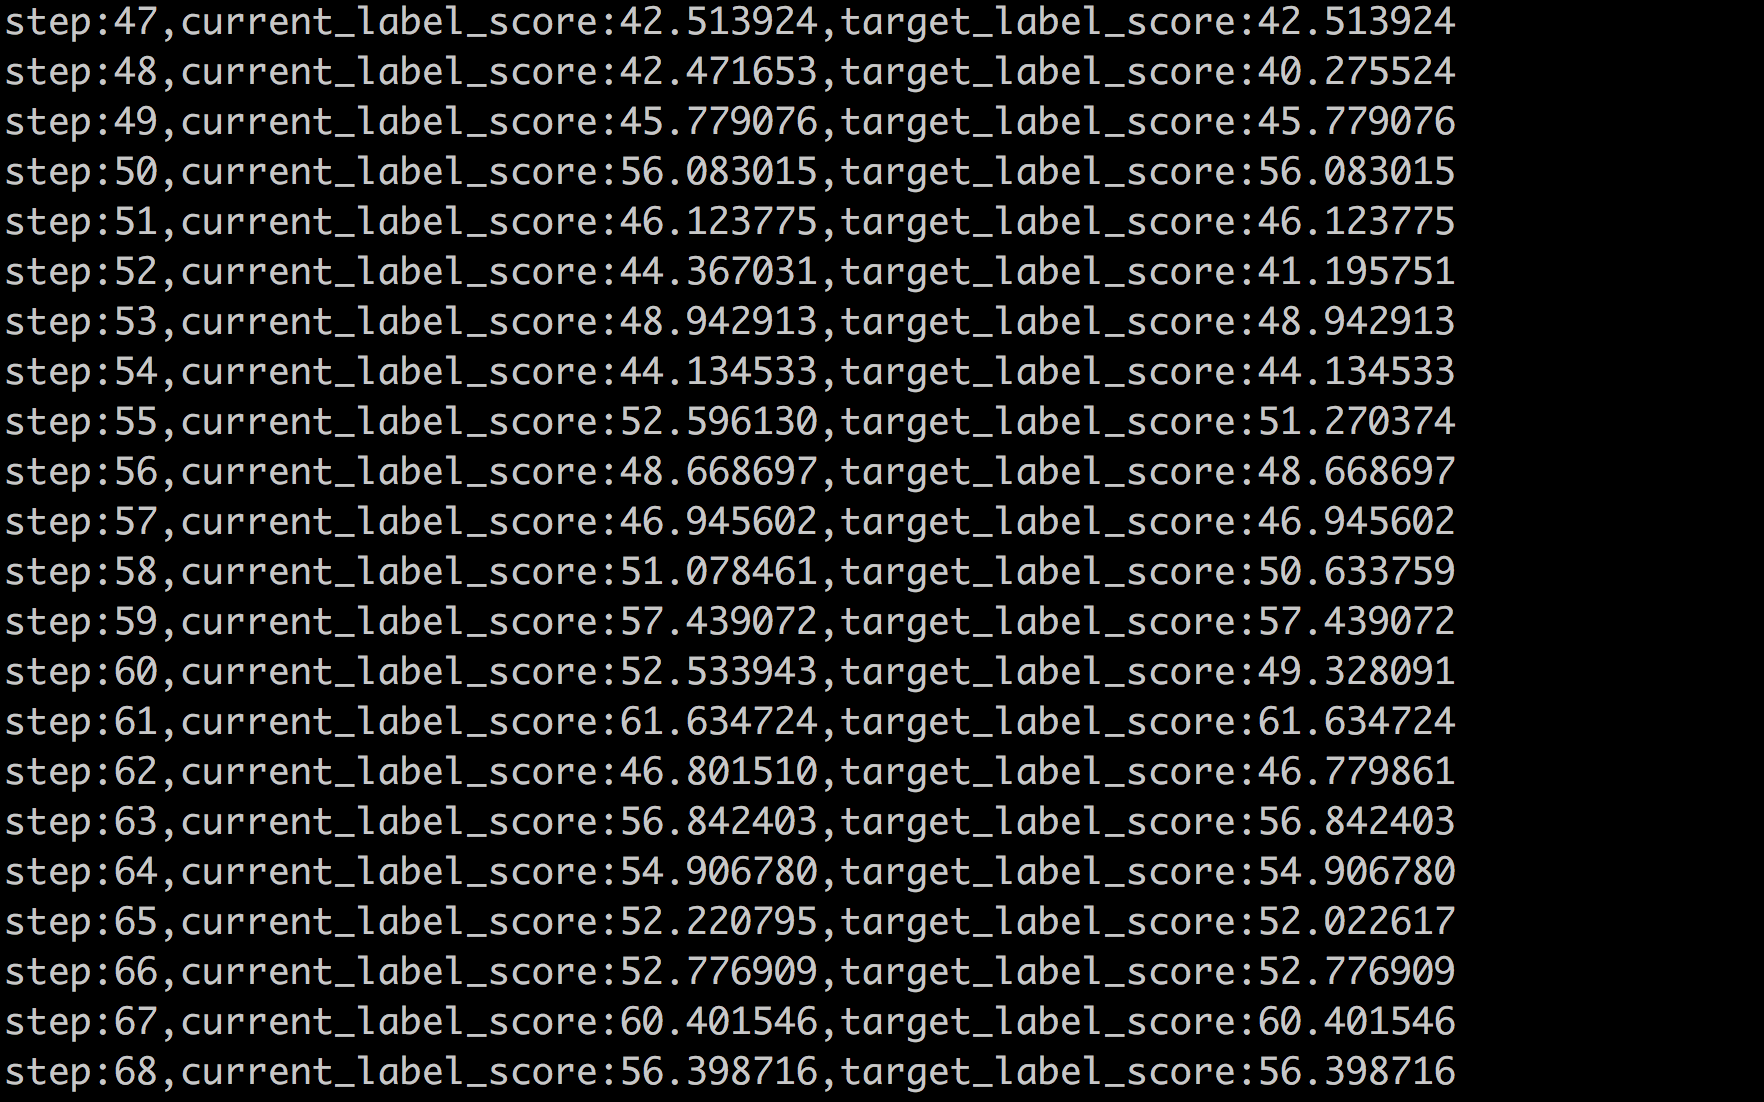 step:47,current_label_score:42.513924,target_label_score:42.513924
step:48,current_label_score:42.471653,target_label_score:40.275524
step:49,current_label_score:45.779076,target_label_score:45.779076
step:50,current_label_score:56.083015,target_label_score:56.083015
step:51,current_label_score:46.123775,target_label_score:46.123775
step:52,current_label_score:44.367031,target_label_score:41.195751
step:53,current_label_score:48.942913,target_label_score:48.942913
step:54,current_label_score:44.134533,target_label_score:44.134533
step:55,current_label_score:52.596130,target_label_score:51.270374
step:56,current_label_score:48.668697,target_label_score:48.668697
step:57,current_label_score:46.945602,target_label_score:46.945602
step:58,current_label_score:51.078461,target_label_score:50.633759
step:59,current_label_score:57.439072,target_label_score:57.439072
step:60,current_label_score:52.533943,target_label_score:49.328091
step:61,current_label_score:61.634724,target_label_score:61.634724
step:62,current_label_score:46.801510,target_label_score:46.779861
step:63,current_label_score:56.842403,target_label_score:56.842403
step:64,current_label_score:54.906780,target_label_score:54.906780
step:65,current_label_score:52.220795,target_label_score:52.022617
step:66,current_label_score:52.776909,target_label_score:52.776909
step:67,current_label_score:60.401546,target_label_score:60.401546
step:68,current_label_score:56.398716,target_label_score:56.398716